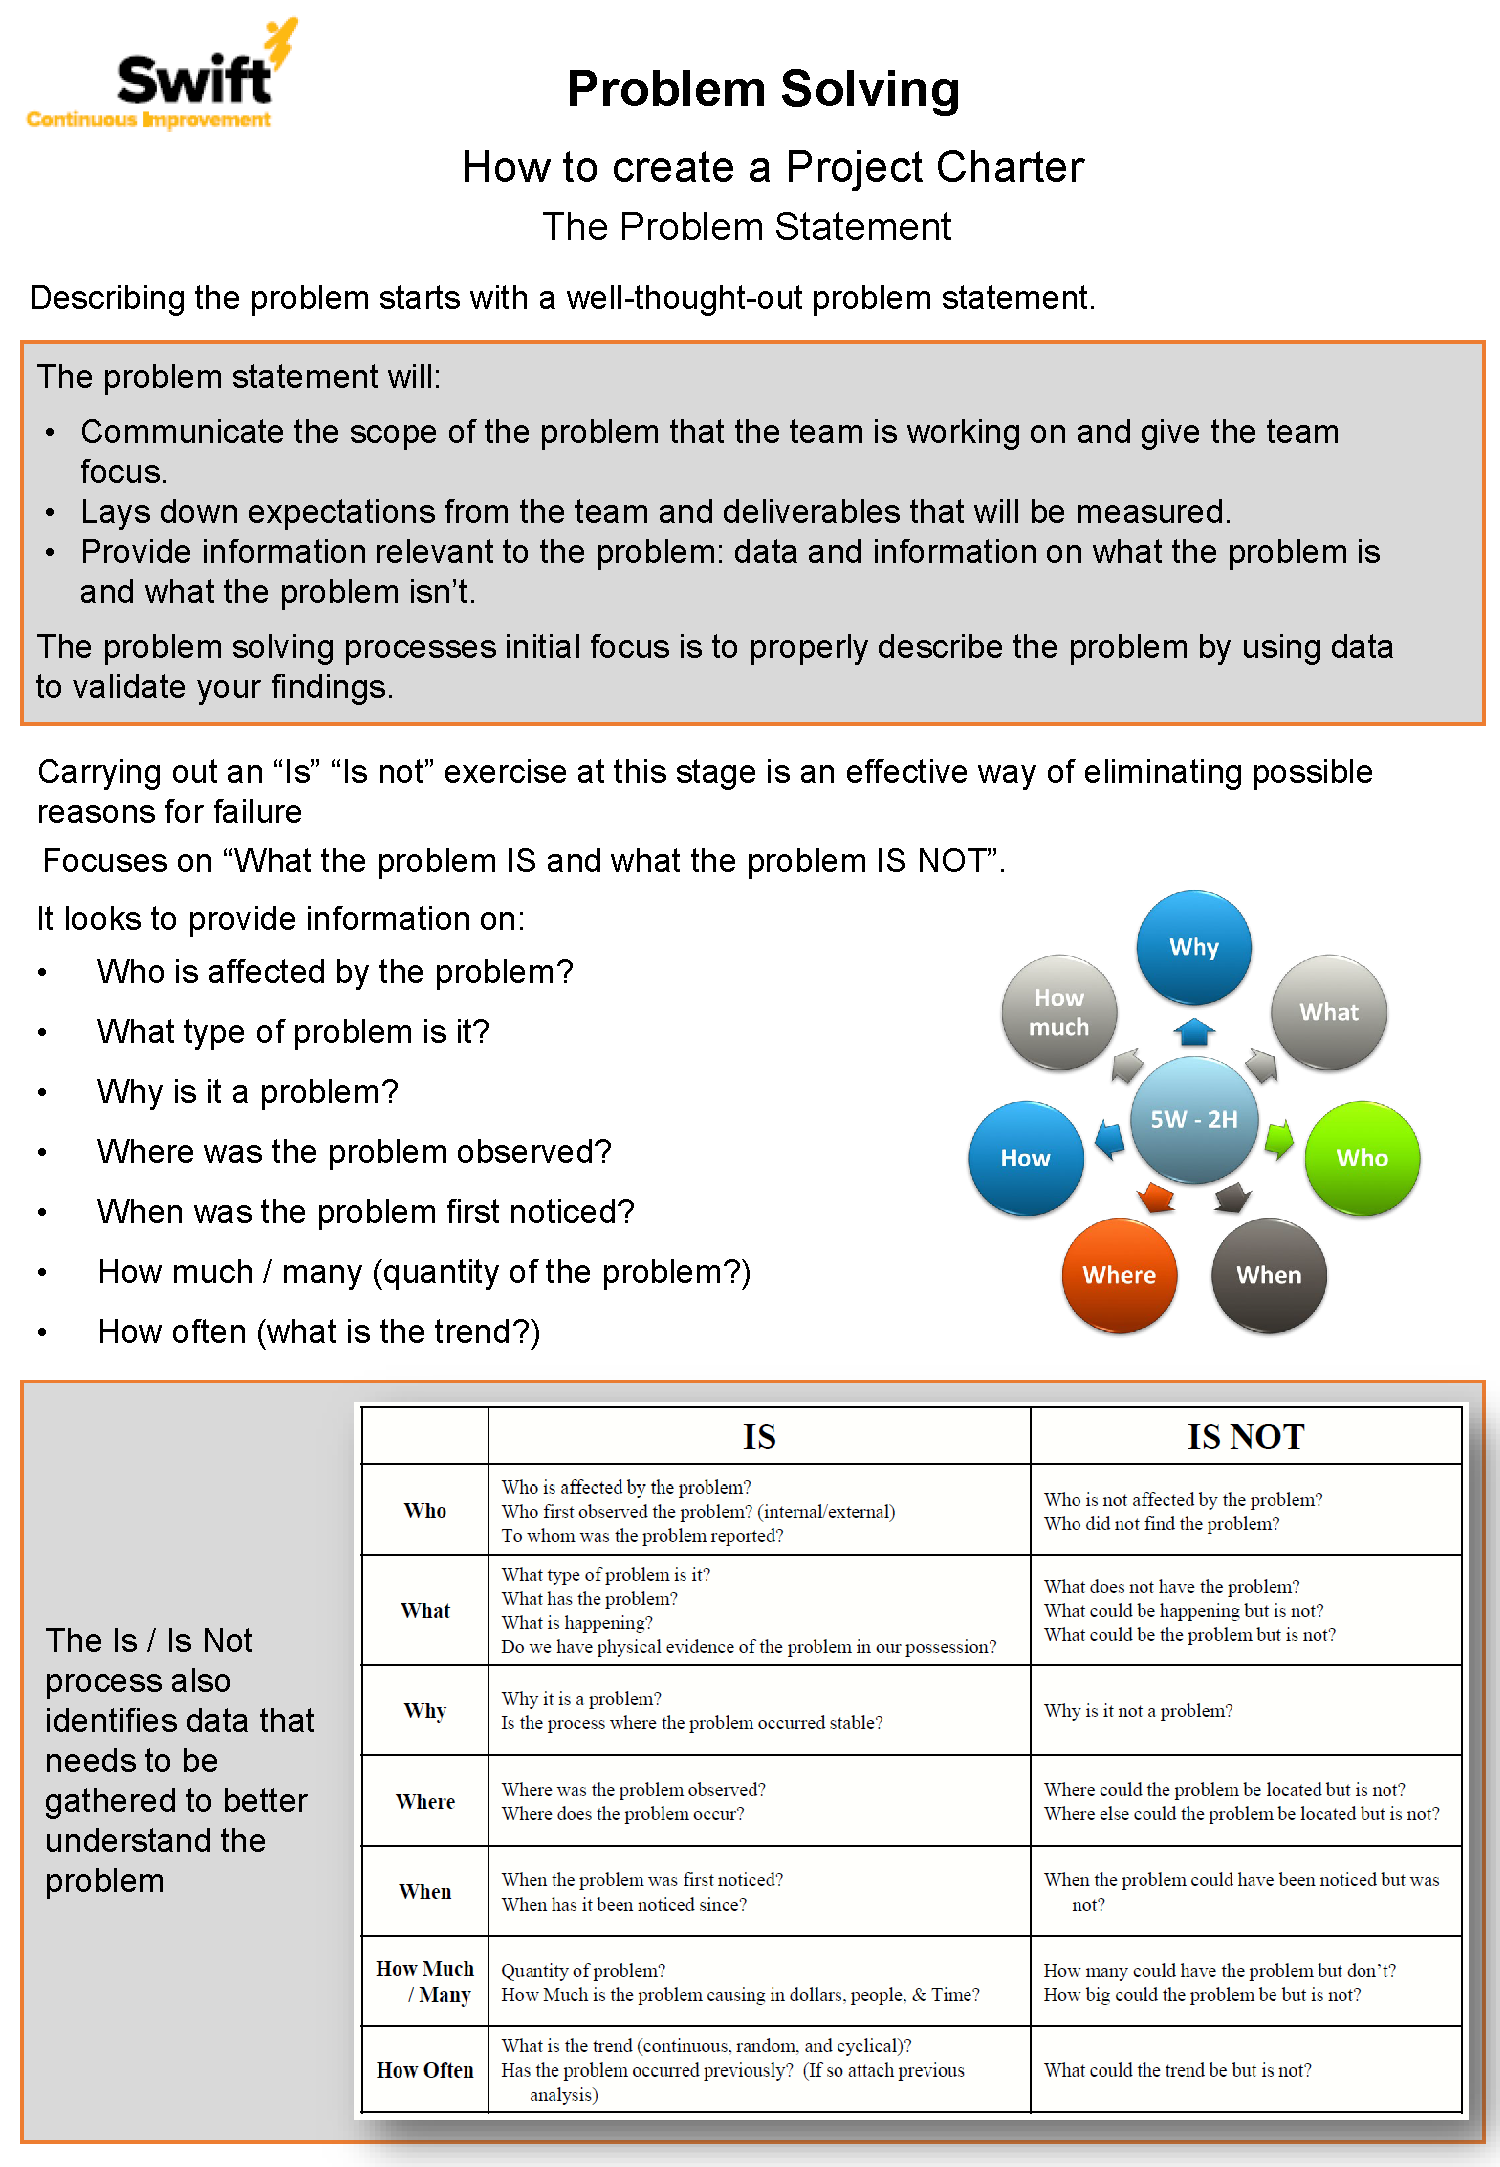 Swift
Continuous Improvement
Problem Solving
How to create a Project Charter
The Problem Statement
Describing the problem starts with a well-thought-out problem statement.
The problem statement will:
• Communicate the scope of the problem that the team is working on and give the team
focus.
• Lays down expectations from the team and deliverables that will be measured.
• Provide information relevant to the problem: data and information on what the problem is
and what the problem isn’t.
The problem solving processes initial focus is to properly describe the problem by using data
to validate your findings.
Carrying out an “Is” “Is not” exercise at this stage is an effective way of eliminating possible
reasons for failure
Focuses on “What the problem IS and what the problem IS NOT”.
It looks to provide information on:
• Who is affected by the problem?
• What type of problem is it?
• Why is it a problem?
• Where was the problem observed?
• When was the problem first noticed?
• How much / many (quantity of the problem?)
• How often (what is the trend?)
Why
What
Who
When
Where
How
How
much
5W - 2H
The Is / Is Not
process also
identifies data that
needs to be
gathered to better
understand the
problem
IS
IS NOT
Who
Who is affected by the problem?
Who first observed the problem? (internal/external)
To whom was the problem reported?
Who is not affected by the problem?
Who did not find the problem?
What
What type of problem is it?
What has the problem?
What is happening?
Do we have physical evidence of the problem in our possession?
What does not have the problem?
What could be happening but is not?
What could be the problem but is not?
Why
Why it is a problem?
Is the process where the problem occurred stable?
Why is it not a problem?
Where
Where was the problem observed?
Where does the problem occur?
Where could the problem be located but is not?
Where else could the problem be located but is not?
When
When the problem was first noticed?
When has it been noticed since?
When the problem could have been noticed but was
not?
How Much
/ Many
Quantity of problem?
How Much is the problem causing in dollars, people, & Time?
How many could have the problem but don’t?
How big could the problem be but is not?
How Often
What is the trend (continuous, random, and cyclical)?
Has the problem occurred previously? (If so attach previous
analysis)
What could the trend be but is not?